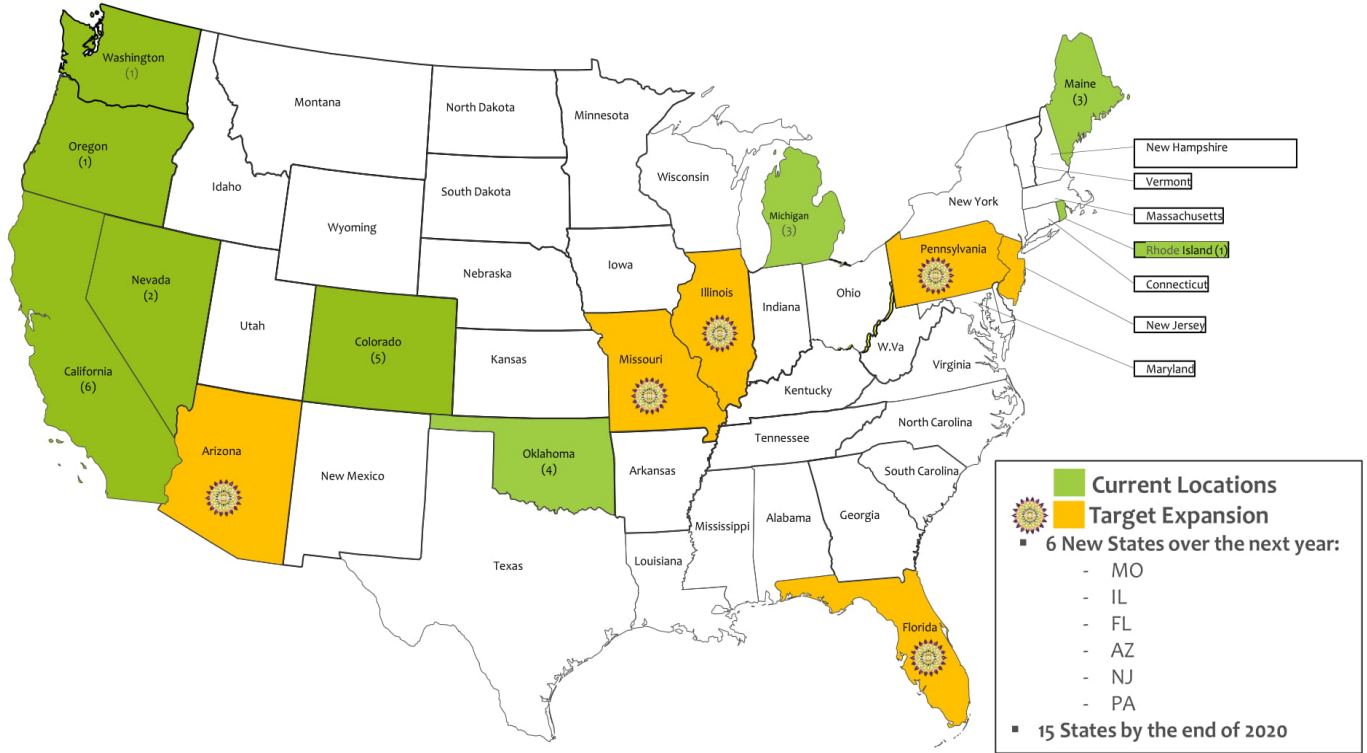 Washington
(1)
Montana
North Dakota
Minnesota
Maine
(3)
Oregon
(1)
Idaho
South Dakota
Wisconsin
Michigan
(3)
New York
New Hampshire
Vermont
Massachusetts
Rhode Island (1)
Connecticut
New Jersey
Maryland
Wyoming
Nebraska
Iowa
Illinois
Indiana
Ohio
Pennsylvania
Nevada
(2)
Utah
Colorado
(5)
Kansas
Missouri
Kentucky
W.Va
Virginia
California
(6)
Arizona
New Mexico
Oklahoma
(4)
Arkansas
Tennessee
North Carolina
South Carolina
Texas
Louisiana
Mississippi
Alabama
Georgia
Florida
Current Locations
Target Expansion
▪ 6 New States over the next year:
- MO
- IL
- FL
- AZ
- NJ
- PA
▪ 15 States by the end of 2020